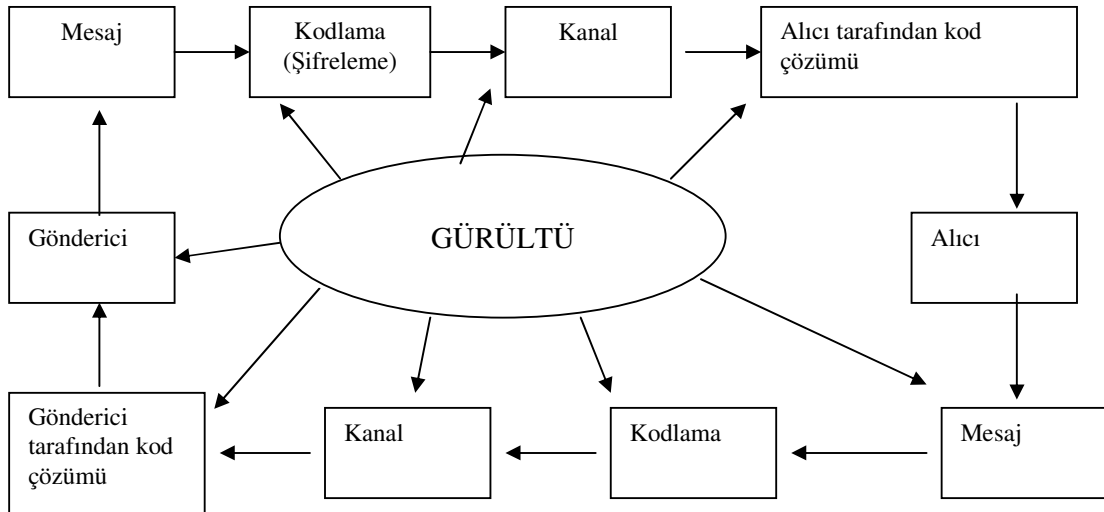 Mesaj
Kodlama
(Şifreleme)
Kanal
Alıcı tarafından kod
çözümü
Gönderici
GÜRÜLTÜ
Alıcı
Gönderici
tarafından kod
çözümü
Kanal
Kodlama
Mesaj